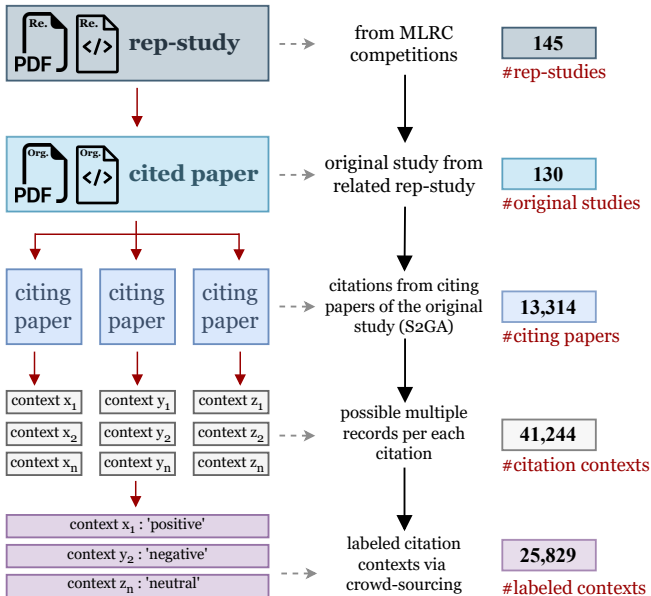 Re.
PDF
Re.
</>
rep-study
from MLRC
competitions
145
#rep-studies
Org.
PDF
Org.
</>
cited paper
original study from
related rep-study
130
#original studies
citing
paper
citing
paper
citing
paper
citations from citing
papers of the original
study (S2GA)
13,314
#citing papers
context x1
context y1
context z1
context x2
context y2
context z2
context xn
context yn
context zn
possible multiple
records per each
citation
41,244
#citation contexts
context x1 : 'positive'
context y2 : 'negative'
context zn : 'neutral'
labeled citation
contexts via
crowd-sourcing
25,829
#labeled contexts